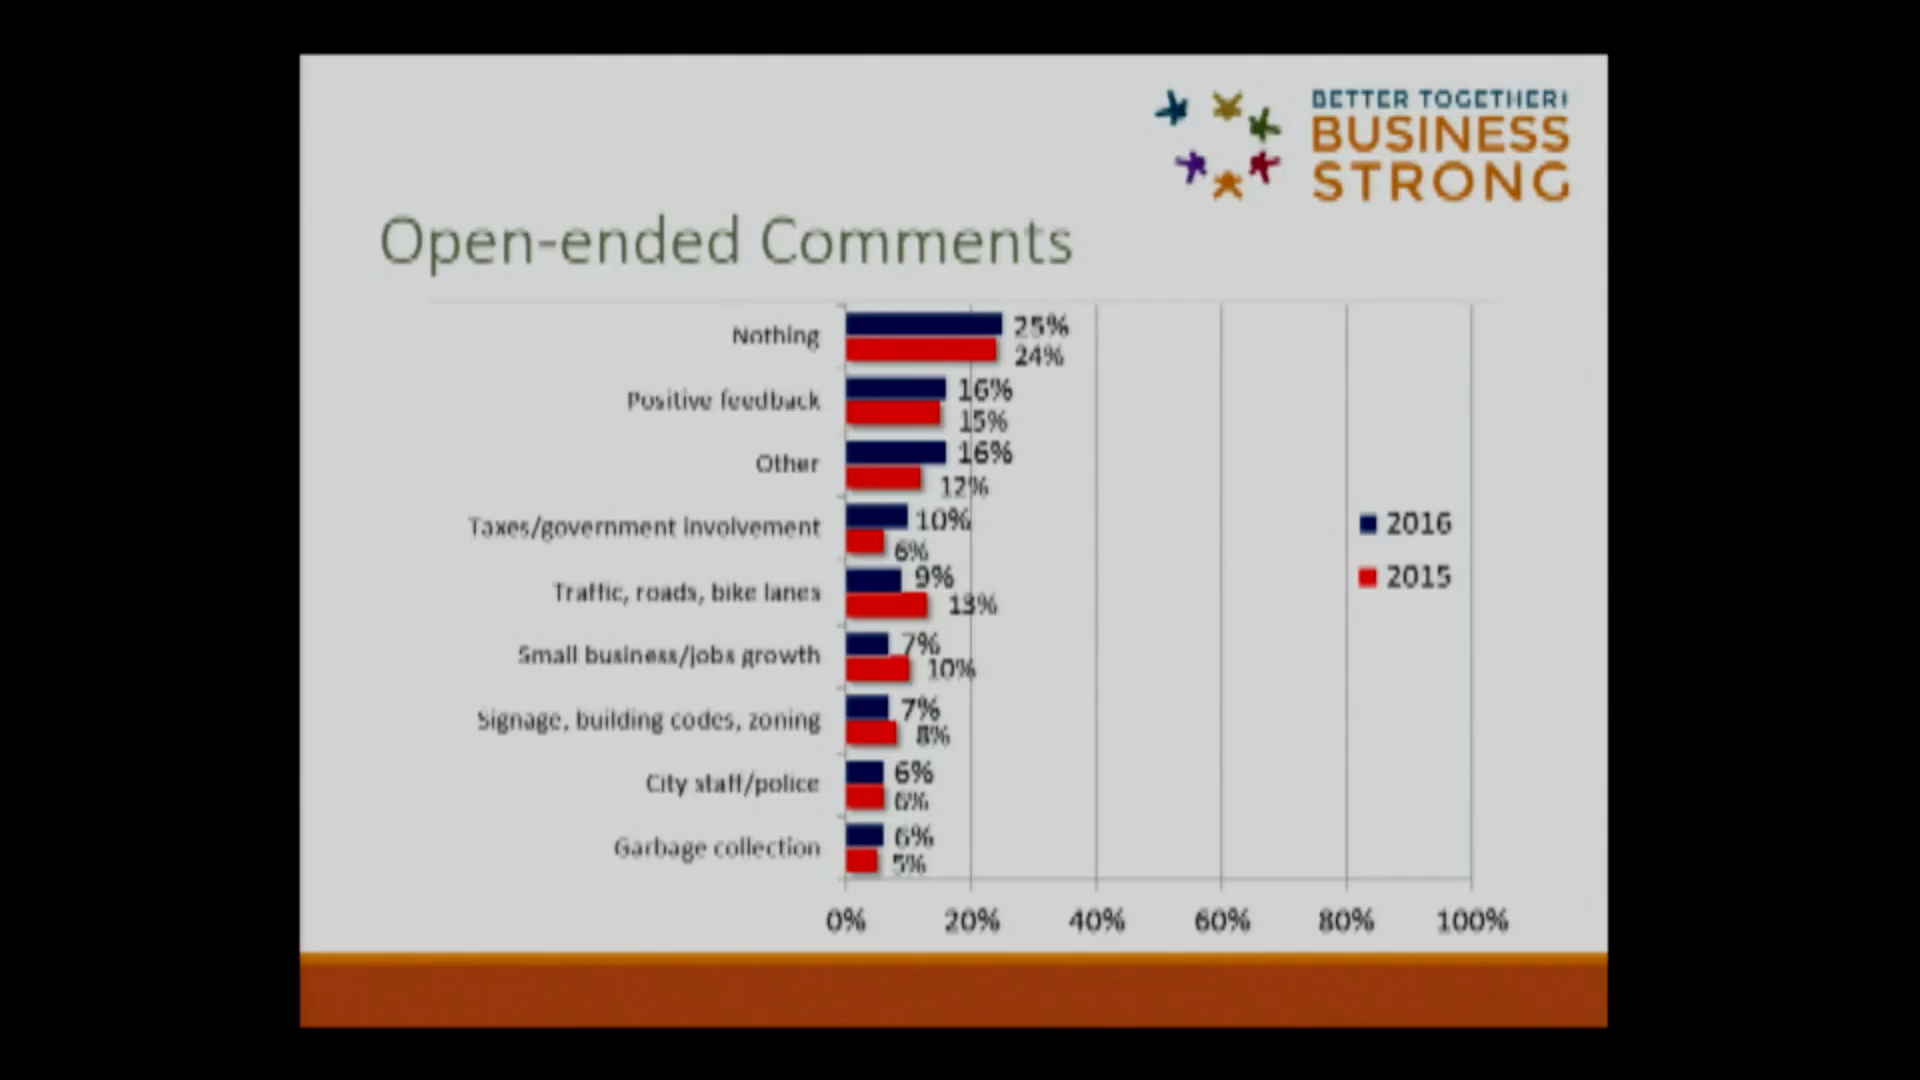 BETTER TOGETHER!
BUSINESS
STRONG
Open-ended Comments
Nothing
25%
24%
Positive feedback
16%
15%
Other
16%
12%
Taxes/government involvement
10%
6%
Traffic, roads, bike lanes
9%
13%
Small business/jobs growth
7%
10%
Signage, building codes, zoning
7%
8%
City staff/police
6%
6%
Garbage collection
6%
5%
2016
2015
0% 20% 40% 60% 80% 100%